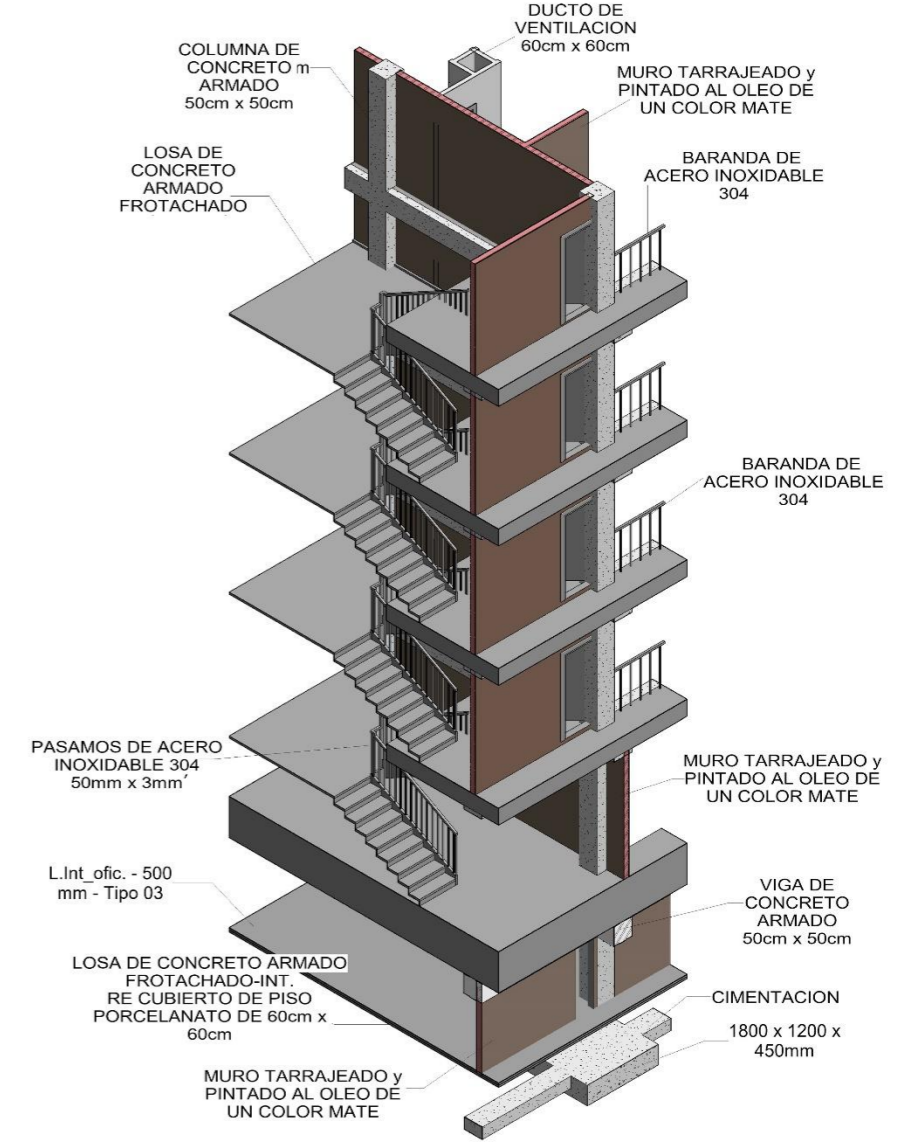 DUCTO DE
VENTILACION
60cm x 60cm
COLUMNA DE
CONCRETO m
ARMADO
50cm x 50cm
MURO TARRAJEADO y
PINTADO AL OLEO DE
UN COLOR MATE
LOSA DE
CONCRETO
ARMADO
FROTACHADO
BARANDA DE
ACERO INOXIDABLE
304
BARANDA DE
ACERO INOXIDABLE
304
PASAMOS DE ACERO
INOXIDABLE 304
50mm x 3mm´
MURO TARRAJEADO y
PINTADO AL OLEO DE
UN COLOR MATE
L.Int_ofic. - 500
mm - Tipo 03
VIGA DE
CONCRETO
ARMADO
50cm x 50cm
LOSA DE CONCRETO ARMADO
FROTACHADO-INT.
RE CUBIERTO DE PISO
PORCELANATO DE 60cm x
60cm
CIMENTACION
1800 x 1200 x
450mm
MURO TARRAJEADO y
PINTADO AL OLEO DE
UN COLOR MATE